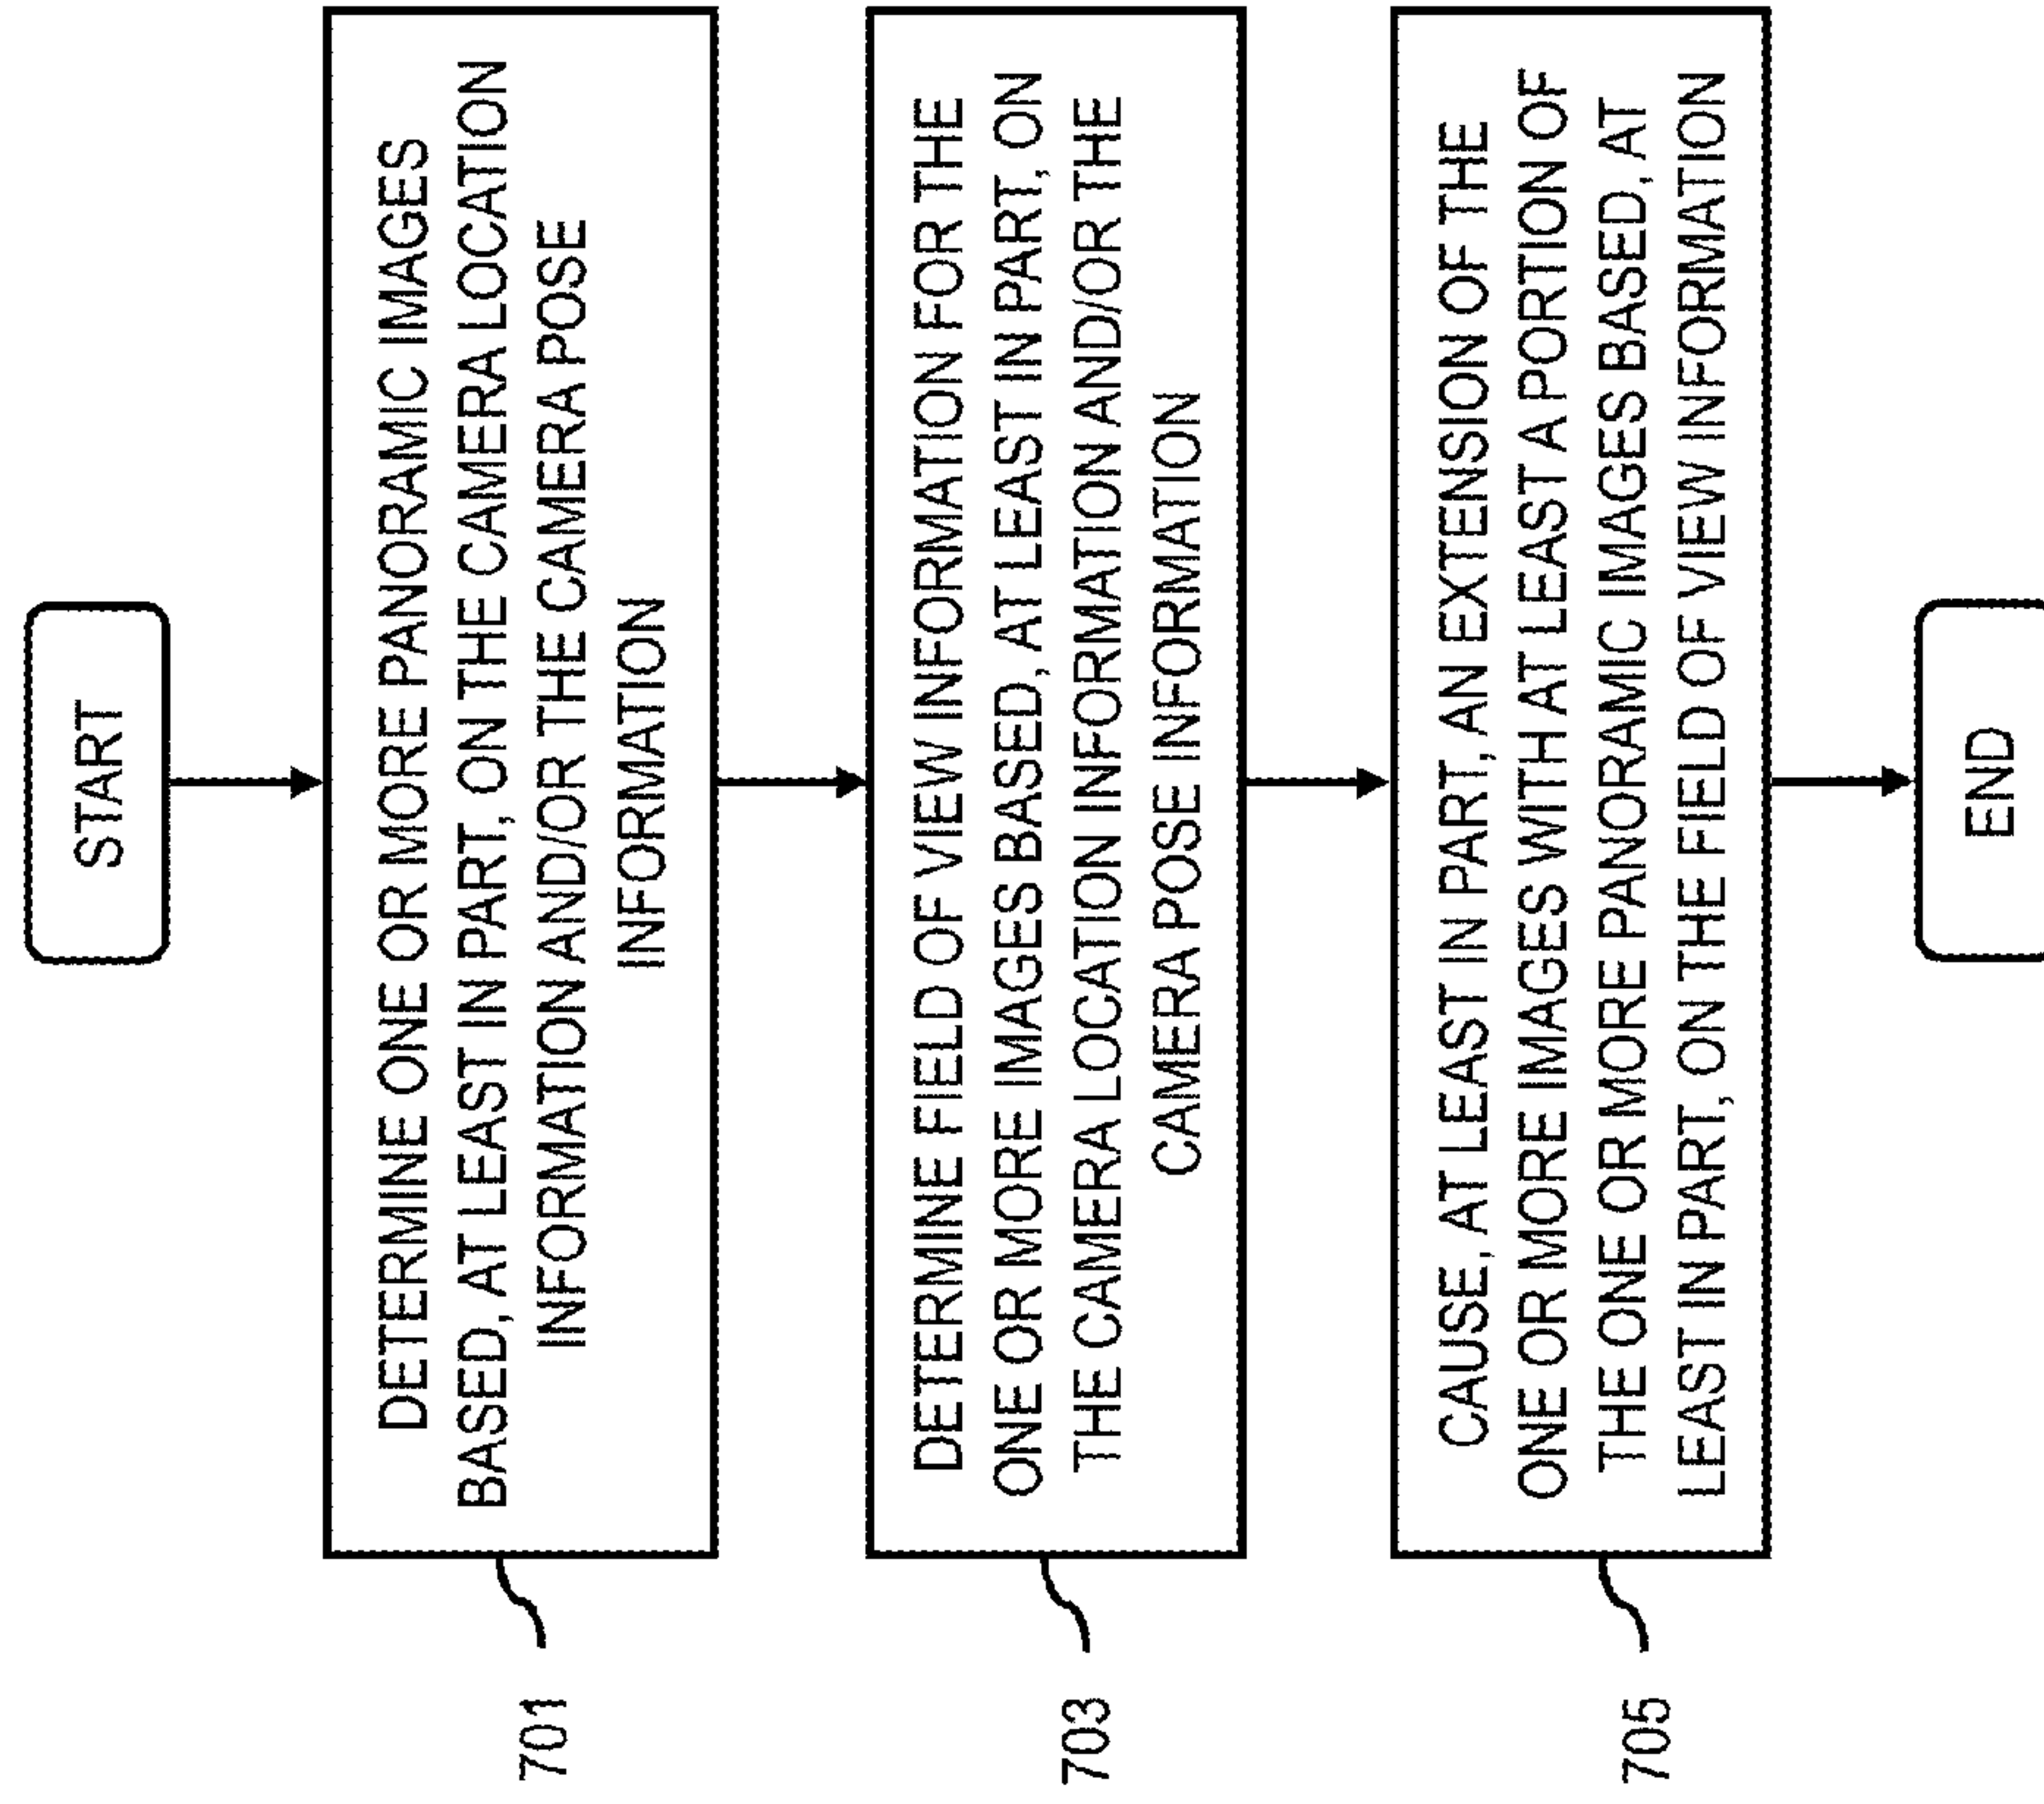 START
701
DETERMINE ONE OR MORE PANORAMIC IMAGES
BASED, AT LEAST IN PART, ON THE CAMERA LOCATION
INFORMATION AND/OR THE CAMERA POSE
INFORMATION
703
DETERMINE FIELD OF VIEW INFORMATION FOR THE
ONE OR MORE IMAGES BASED, AT LEAST IN PART, ON
THE CAMERA LOCATION INFORMATION AND/OR THE
CAMERA POSE INFORMATION
705
CAUSE, AT LEAST IN PART, AN EXTENSION OF THE
ONE OR MORE IMAGES WITH AT LEAST A PORTION OF
THE ONE OR MORE PANORAMIC IMAGES BASED, AT
LEAST IN PART, ON THE FIELD OF VIEW INFORMATION
END